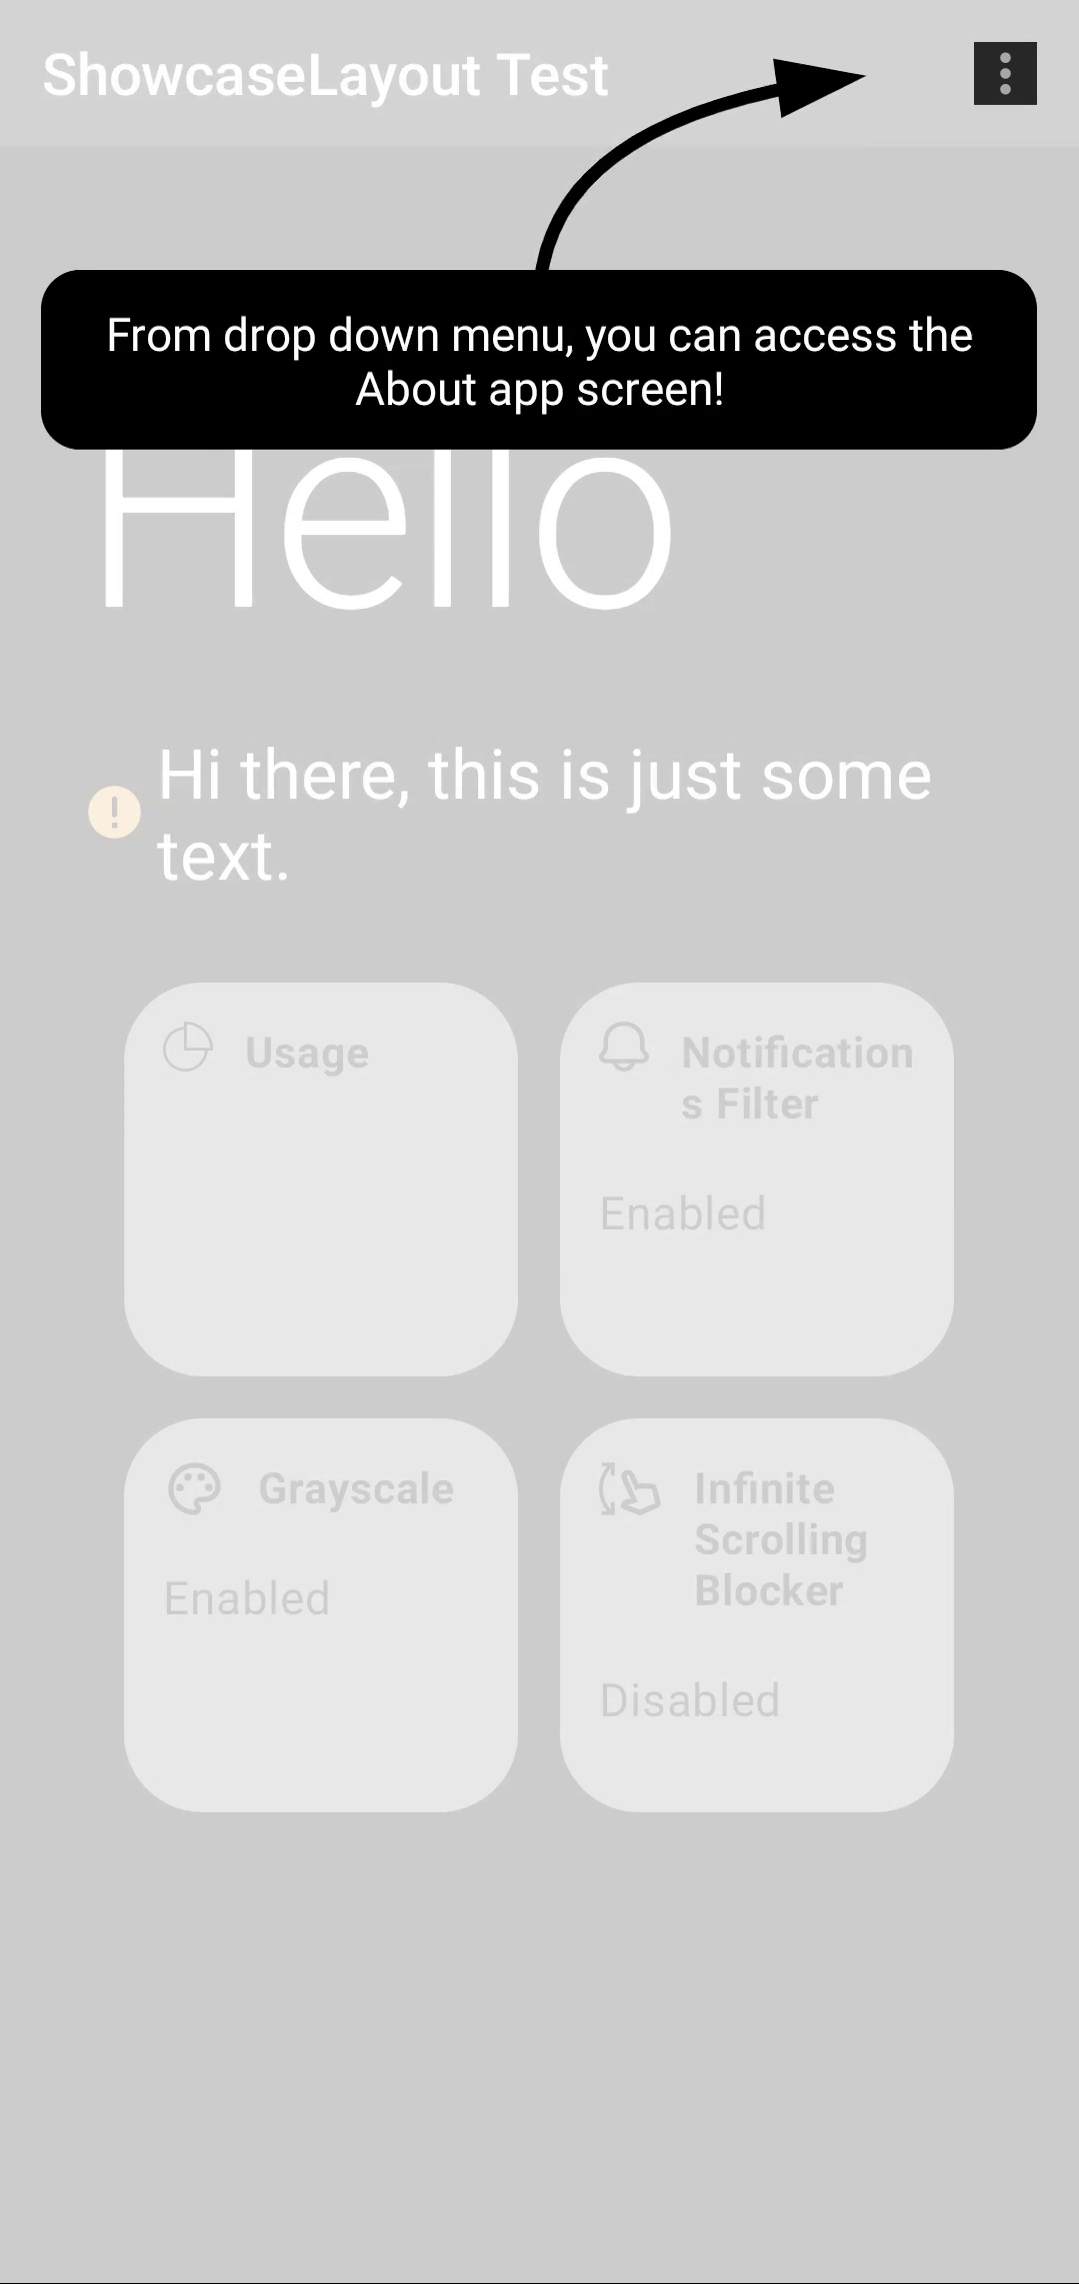 ShowcaseLayout Test
From drop down menu, you can access the
About app screen!
Hello
Hi there, this is just some
text.
Usage
Notification
s Filter
Enabled
Grayscale
Enabled
Infinite
Scrolling
Blocker
Disabled